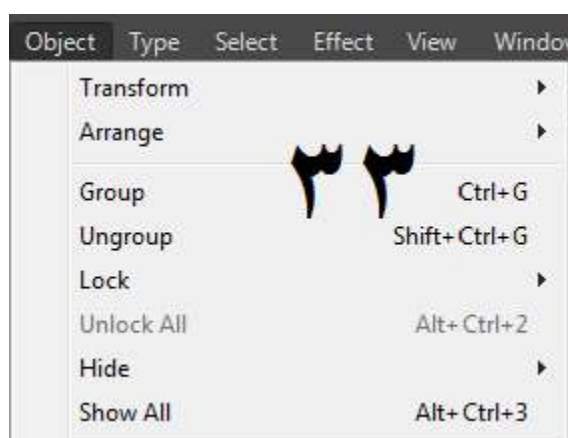 Object Type Select Effect View Windo
Transform
Arrange
٣٣
Group Ctrl+G
Ungroup Shift+Ctrl+G
Lock
Unlock All Alt+Ctrl+2
Hide
Show All Alt+Ctrl+3